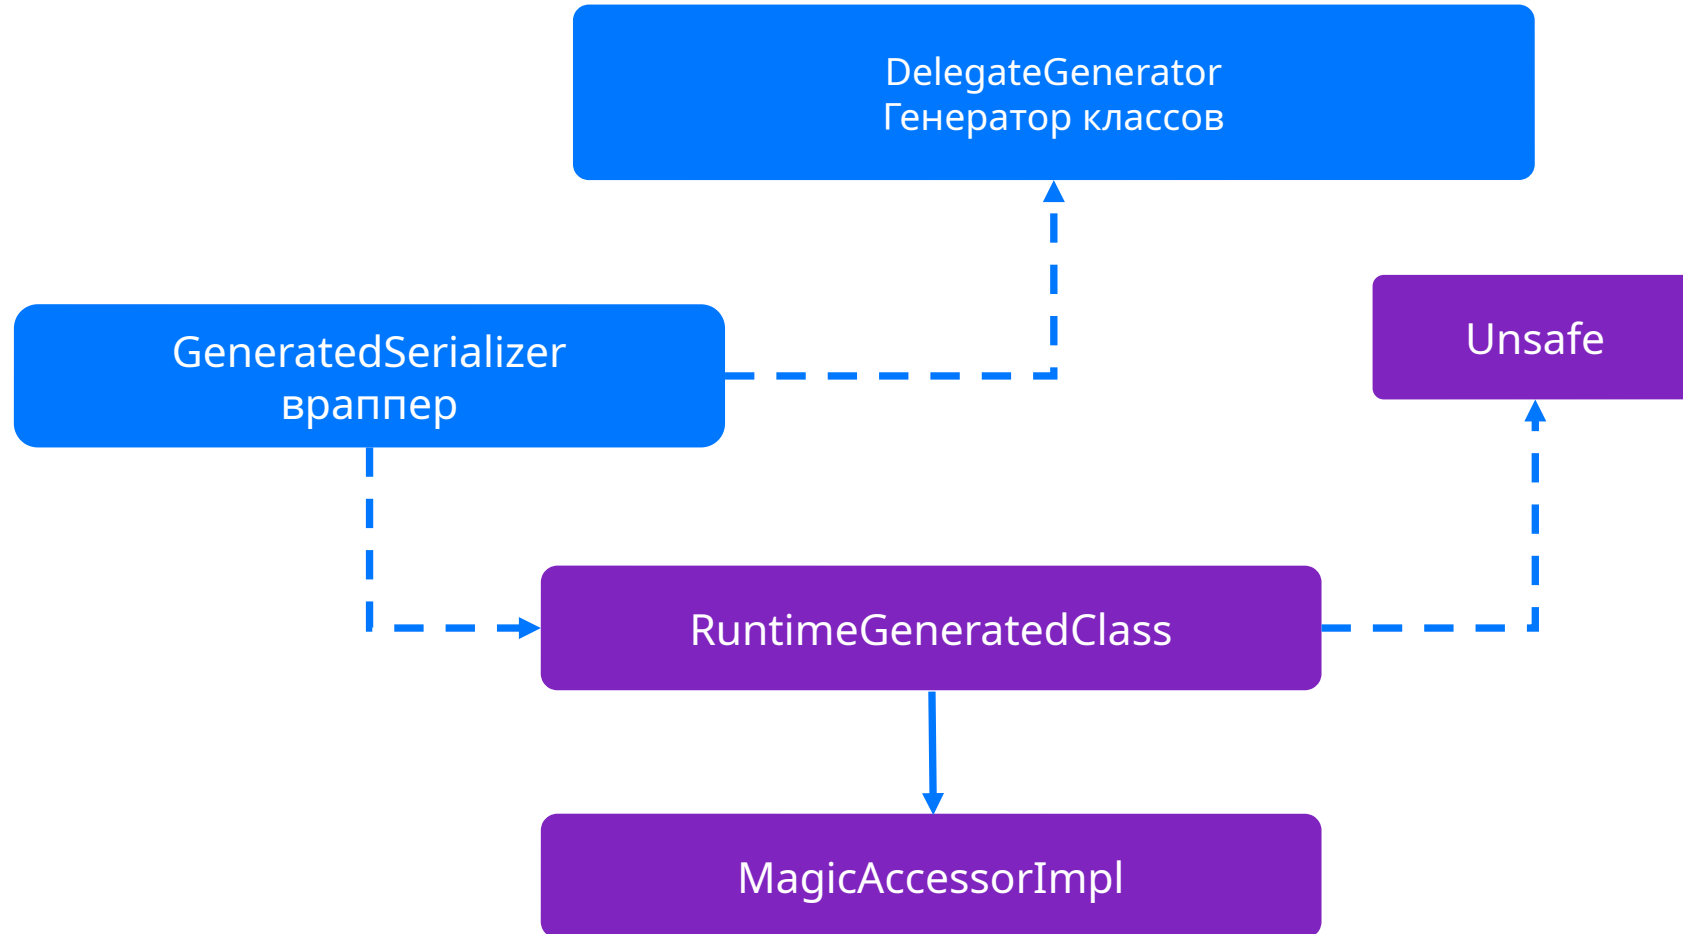 DelegateGenerator
Генератор классов
Unsafe
GeneratedSerializer
враппер
RuntimeGeneratedClass
MagicAccessorImpl